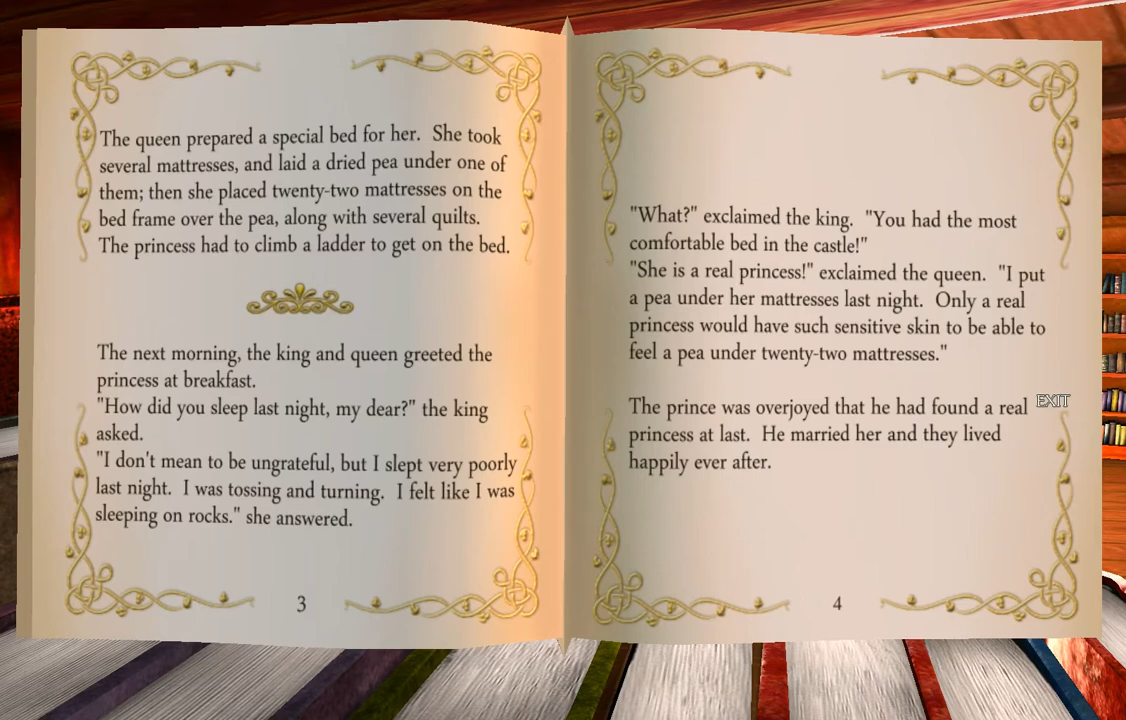 The queen prepared a special bed for her.  She took
several mattresses, and laid a dried pea under one of
them; then she placed twenty-two mattresses on the
bed frame over the pea, along with several quilts.
The princess had to climb a ladder to get on the bed.
The next morning, the king and queen greeted the
princess at breakfast.
"How did you sleep last night, my dear?" the king
asked.
"I don't mean to be ungrateful, but I slept very poorly
last night.  I was tossing and turning.  I felt like I was
sleeping on rocks." she answered.
3
"What?" exclaimed the king.  "You had the most
comfortable bed in the castle!"
"She is a real princess!" exclaimed the queen.  "I put
a pea under her mattresses last night.  Only a real
princess would have such sensitive skin to be able to
feel a pea under twenty-two mattresses."
The prince was overjoyed that he had found a real
princess at last.  He married her and they lived
happily ever after.
4
EXIT